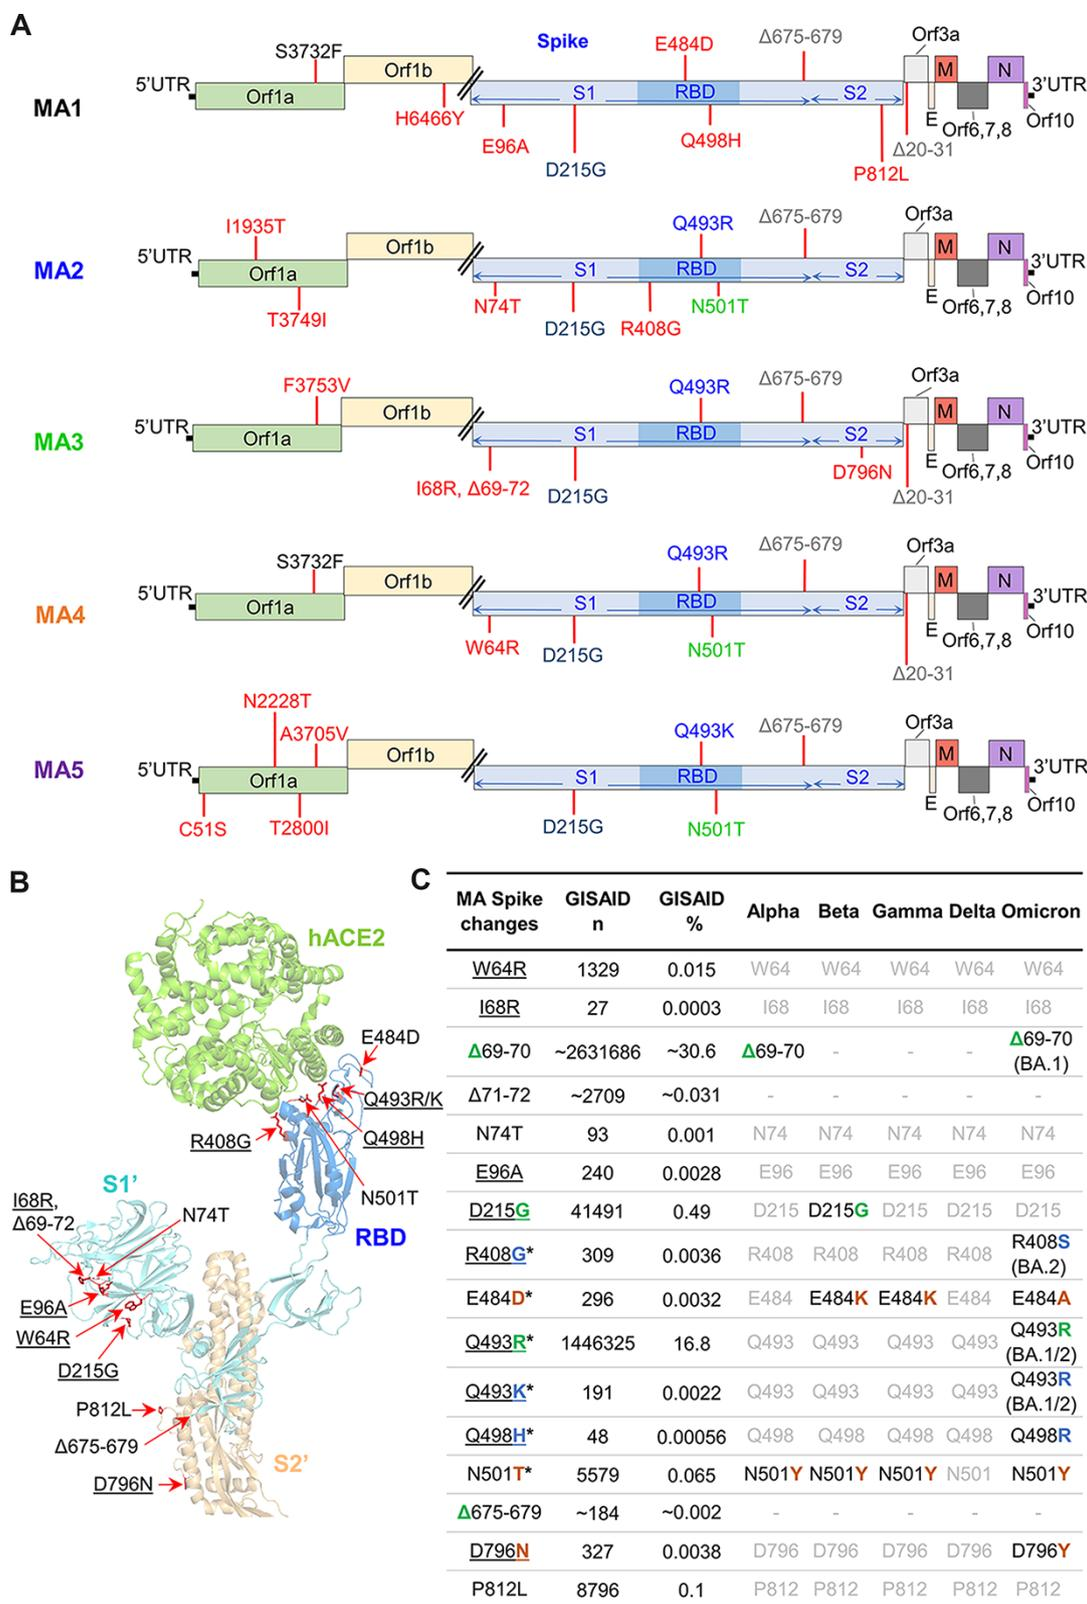 A
MA1
5’UTR
S3732F
Orf1a
Orf1b
H6466Y
Spike
E484D
Δ675-679
S1
RBD
S2
E96A
D215G
Q498H
P812L
Δ20-31
Orf3a
M
N
E
Orf6,7,8
3’UTR
Orf10
MA2
5’UTR
I1935T
Orf1a
T3749I
Orf1b
Q493R
Δ675-679
S1
RBD
S2
N74T
D215G
R408G
N501T
Orf3a
M
N
E
Orf6,7,8
3’UTR
Orf10
MA3
5’UTR
F3753V
Orf1a
Orf1b
Q493R
Δ675-679
S1
RBD
S2
I68R, Δ69-72
D215G
D796N
Δ20-31
Orf3a
M
N
E
Orf6,7,8
3’UTR
Orf10
MA4
5’UTR
S3732F
Orf1a
Orf1b
Q493R
Δ675-679
S1
RBD
S2
W64R
D215G
N501T
Δ20-31
Orf3a
M
N
E
Orf6,7,8
3’UTR
Orf10
MA5
5’UTR
N2228T
A3705V
Orf1a
C51S
T2800I
Orf1b
Q493K
Δ675-679
S1
RBD
S2
D215G
N501T
Orf3a
M
N
E
Orf6,7,8
3’UTR
Orf10
B
hACE2
E484D
Q493R/K
Q498H
R408G
N501T
RBD
S1’
I68R,
Δ69-72
N74T
E96A
W64R
D215G
P812L
Δ675-679
D796N
S2’
C
MA Spike changes GISAID n GISAID % Alpha Beta Gamma Delta Omicron
W64R 1329 0.015 W64 W64 W64 W64 W64
I68R 27 0.0003 I68 I68 I68 I68 I68
Δ69-70 ~2631686 ~30.6 Δ69-70 - - - Δ69-70 (BA.1)
Δ71-72 ~2709 ~0.031 - - - - -
N74T 93 0.001 N74 N74 N74 N74 N74
E96A 240 0.0028 E96 E96 E96 E96 E96
D215G 41491 0.49 D215 D215G D215 D215 D215
R408G* 309 0.0036 R408 R408 R408 R408 R408S (BA.2)
E484D* 296 0.0032 E484 E484K E484K E484 E484A
Q493R* 1446325 16.8 Q493 Q493 Q493 Q493 Q493R (BA.1/2)
Q493K* 191 0.0022 Q493 Q493 Q493 Q493 Q493R (BA.1/2)
Q498H* 48 0.00056 Q498 Q498 Q498 Q498 Q498R
N501T* 5579 0.065 N501Y N501Y N501Y N501 N501Y
Δ675-679 ~184 ~0.002 - - - - -
D796N 327 0.0038 D796 D796 D796 D796 D796Y
P812L 8796 0.1 P812 P812 P812 P812 P812